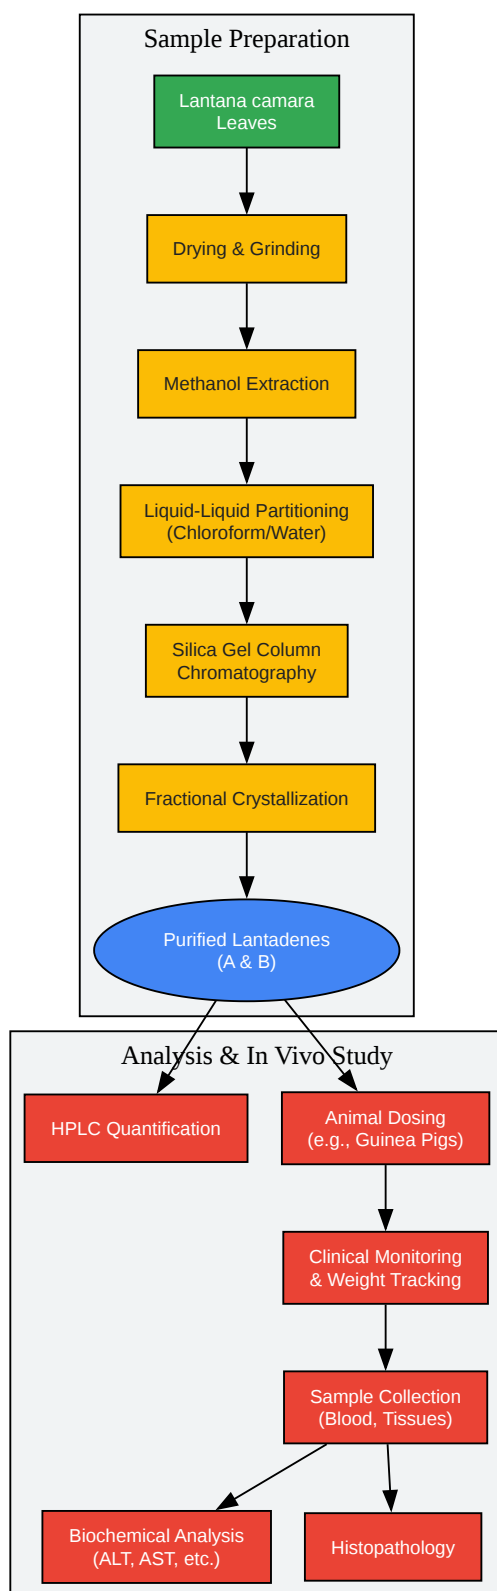 Sample Preparation
Lantana camara
Leaves
Drying & Grinding
Methanol Extraction
Liquid-Liquid Partitioning
(Chloroform/Water)
Silica Gel Column
Chromatography
Fractional Crystallization
Purified Lantadenes
(A & B)
Analysis & In Vivo Study
HPLC Quantification
Animal Dosing
(e.g., Guinea Pigs)
Clinical Monitoring
& Weight Tracking
Sample Collection
(Blood, Tissues)
Biochemical Analysis
(ALT, AST, etc.)
Histopathology